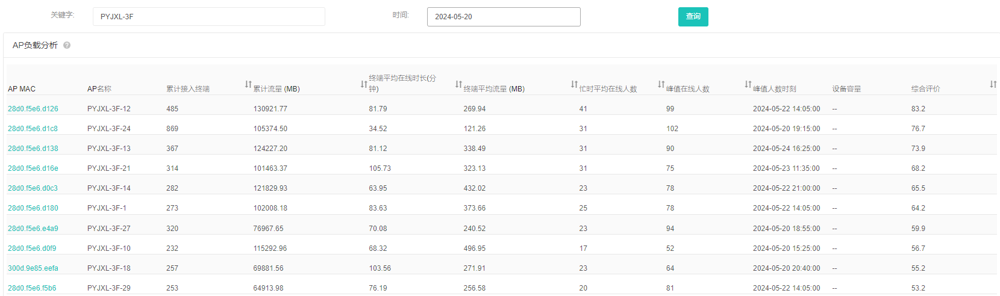 关键字: PYJXL-3F 时间: 2024-05-20 查询
AP负载分析 ?
AP MAC AP名称 累计接入终端 累计流量 (MB) 终端平均在线时长(分钟) 终端平均流量 (MB) 忙时平均在线人数 峰值在线人数 峰值人数时刻 设备容量 综合评价
28d0.f5e6.d126 PYJXL-3F-12 485 130921.77 81.79 269.94 41 99 2024-05-22 14:05:00 -- 83.2
28d0.f5e6.d1c8 PYJXL-3F-24 869 105374.50 34.52 121.26 31 102 2024-05-20 19:15:00 -- 76.7
28d0.f5e6.d138 PYJXL-3F-13 367 124227.20 81.12 338.49 31 90 2024-05-24 16:25:00 -- 73.9
28d0.f5e6.d16e PYJXL-3F-21 314 101463.37 105.73 323.13 31 75 2024-05-23 11:35:00 -- 68.2
28d0.f5e6.d0c3 PYJXL-3F-14 282 121829.93 63.95 432.02 23 78 2024-05-22 21:00:00 -- 65.5
28d0.f5e6.d180 PYJXL-3F-1 273 102008.18 83.63 373.66 25 78 2024-05-22 14:05:00 -- 64.2
28d0.f5e6.e4a9 PYJXL-3F-27 320 76967.65 70.08 240.52 23 94 2024-05-20 18:55:00 -- 59.9
28d0.f5e6.d0f9 PYJXL-3F-10 232 115292.96 68.32 496.95 17 52 2024-05-20 15:25:00 -- 56.7
300d.9e85.eefa PYJXL-3F-18 257 69881.56 103.56 271.91 23 64 2024-05-20 20:40:00 -- 55.2
28d0.f5e6.f5b6 PYJXL-3F-29 253 64913.98 76.19 256.58 20 81 2024-05-22 14:05:00 -- 53.2